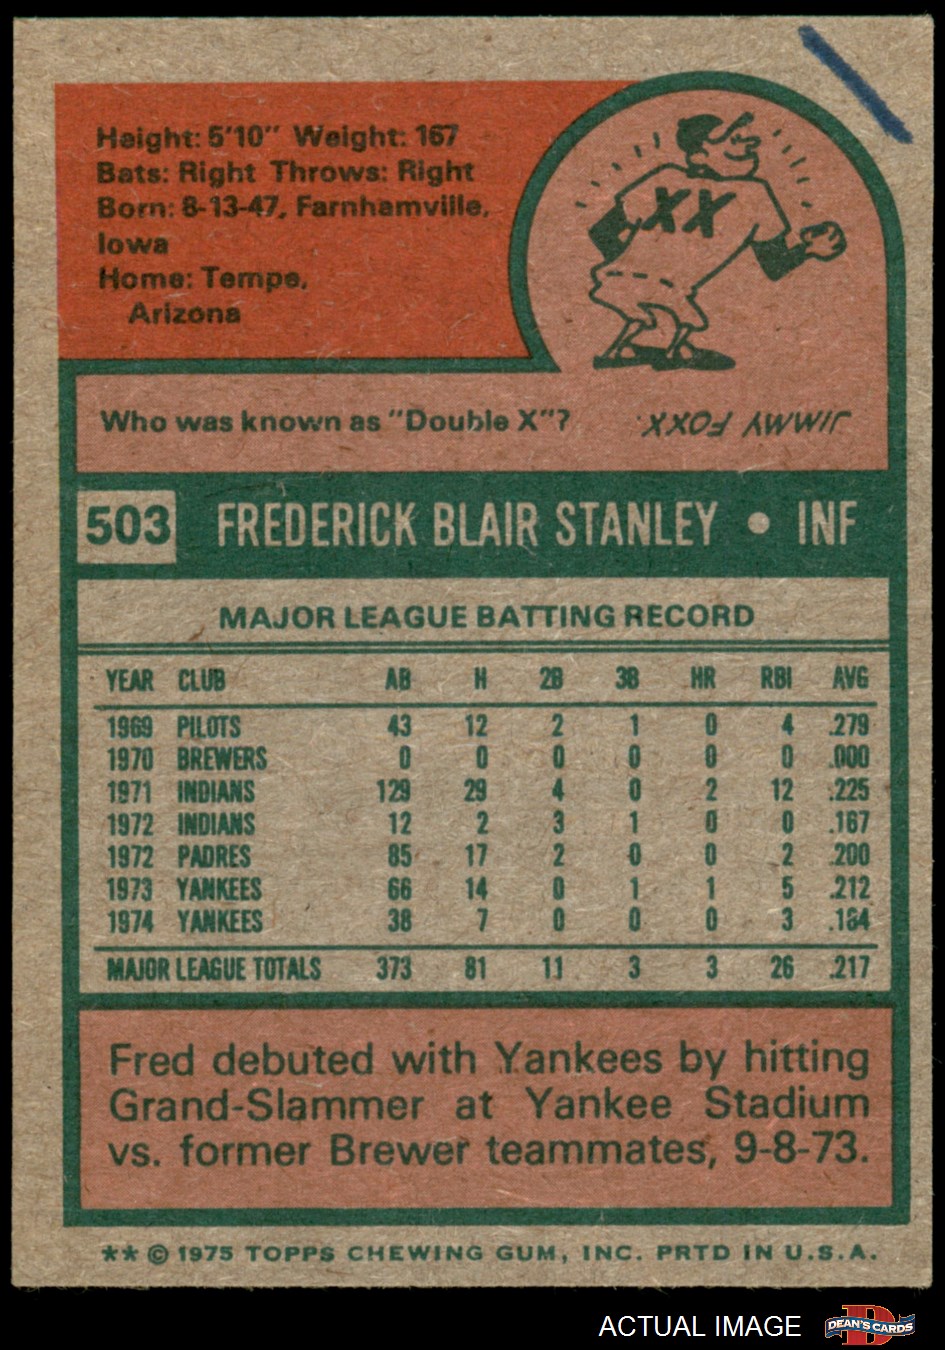 Height: 5'10" Weight: 167
Bats: Right Throws: Right
Born: 8-13-47, Farnhamville,
Iowa
Home: Tempe,
Arizona
XX
Who was known as "Double X"? JIMMY FOXX.
503 FREDERICK BLAIR STANLEY • INF
MAJOR LEAGUE BATTING RECORD
YEAR CLUB AB H 2B 3B HR RBI AVG
1969 PILOTS 43 12 2 1 0 4 .279
1970 BREWERS 0 0 0 0 0 0 .000
1971 INDIANS 129 29 4 0 2 12 .225
1972 INDIANS 12 2 3 1 0 0 .167
1972 PADRES 85 17 2 0 0 2 .200
1973 YANKEES 66 14 0 1 1 5 .212
1974 YANKEES 38 7 0 0 0 3 .184
MAJOR LEAGUE TOTALS 373 81 11 3 3 26 .217
Fred debuted with Yankees by hitting
Grand-Slammer at Yankee Stadium
vs. former Brewer teammates, 9-8-73.
** © 1975 TOPPS CHEWING GUM, INC. PRTD IN U.S.A.
ACTUAL IMAGE DEAN'S CARDS